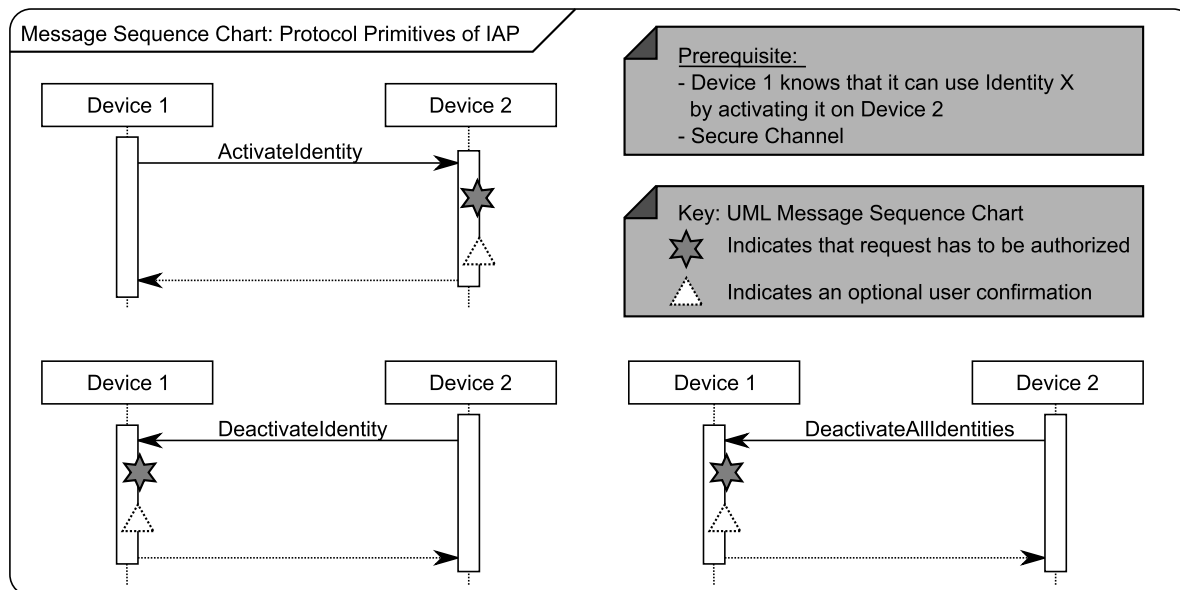 Message Sequence Chart: Protocol Primitives of IAP
Prerequisite:
- Device 1 knows that it can use Identity X
by activating it on Device 2
- Secure Channel
Device 1
Device 2
ActivateIdentity
Key: UML Message Sequence Chart
Indicates that request has to be authorized
Indicates an optional user confirmation
Device 1
Device 2
DeactivateIdentity
Device 1
Device 2
DeactivateAllIdentities